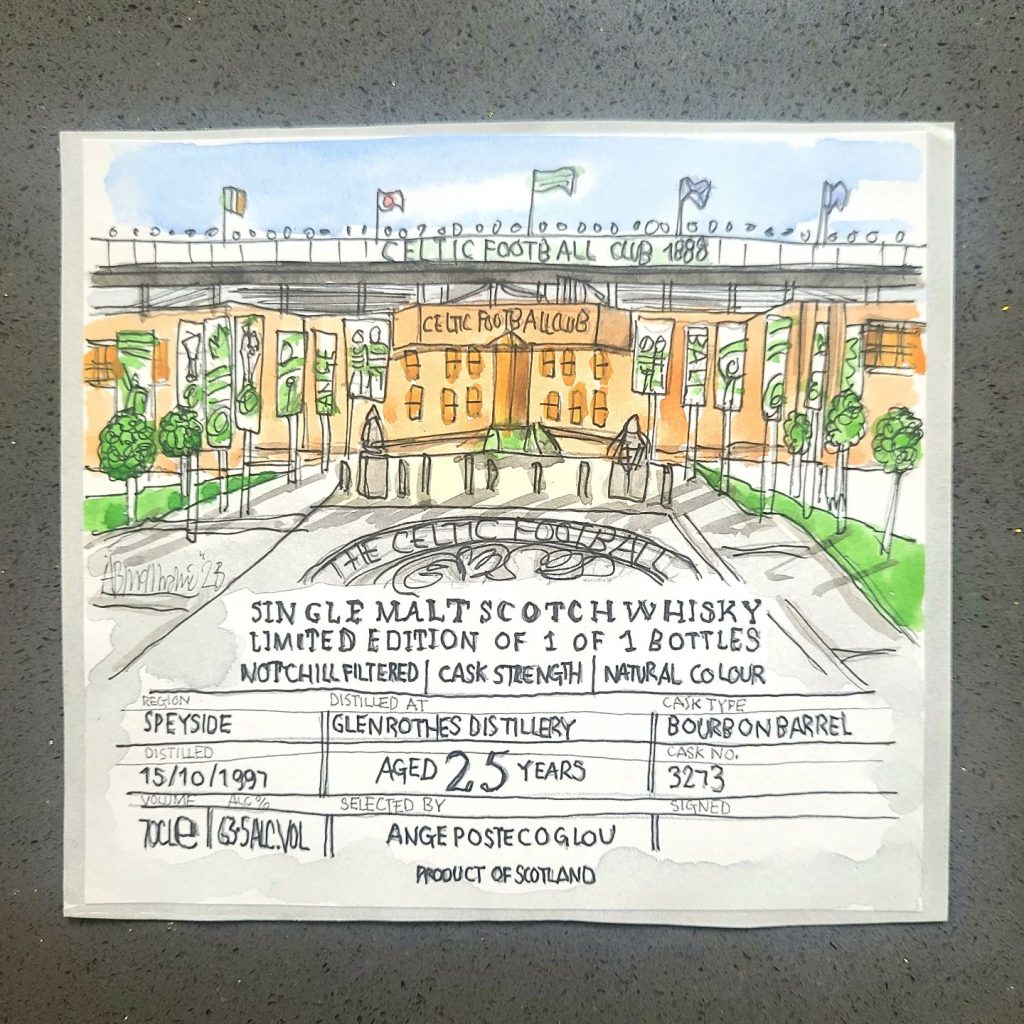 CELTIC FOOTBALL CLUB 1888
CELTIC FOOTBALL CLUB
THE CELTIC FOOTBALL
'23
SINGLE MALT SCOTCH WHISKY
LIMITED EDITION OF 1 OF 1 BOTTLES
NOT CHILL FILTERED | CASK STRENGTH | NATURAL COLOUR
REGION DISTILLED AT CASK TYPE
SPEYSIDE GLENROTHES DISTILLERY BOURBON BARREL
DISTILLED CASK NO.
15/10/1997 AGED 25 YEARS 3273
VOLUME ALC% SELECTED BY SIGNED
70CLe 63·5ALC.VOL ANGE POSTECOGLOU
PRODUCT OF SCOTLAND